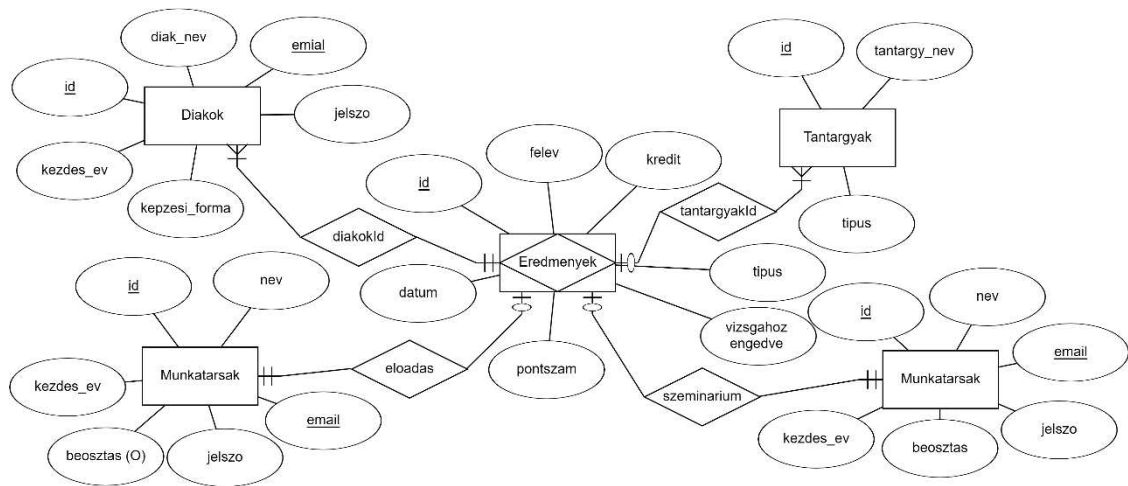 diak_nev
emial
id
tantargy_nev
id
Diakok
jelszo
Tantargyak
kezdes_ev
felev
kredit
kepzesi_forma
id
tantargyakId
tipus
diakokId
Eredmenyek
tipus
id
nev
datum
vizsgahoz
engedve
id
nev
kezdes_ev
Munkatarsak
eloadas
pontszam
email
Munkatarsak
szeminarium
email
beosztas (O)
jelszo
kezdes_ev
beosztas
jelszo